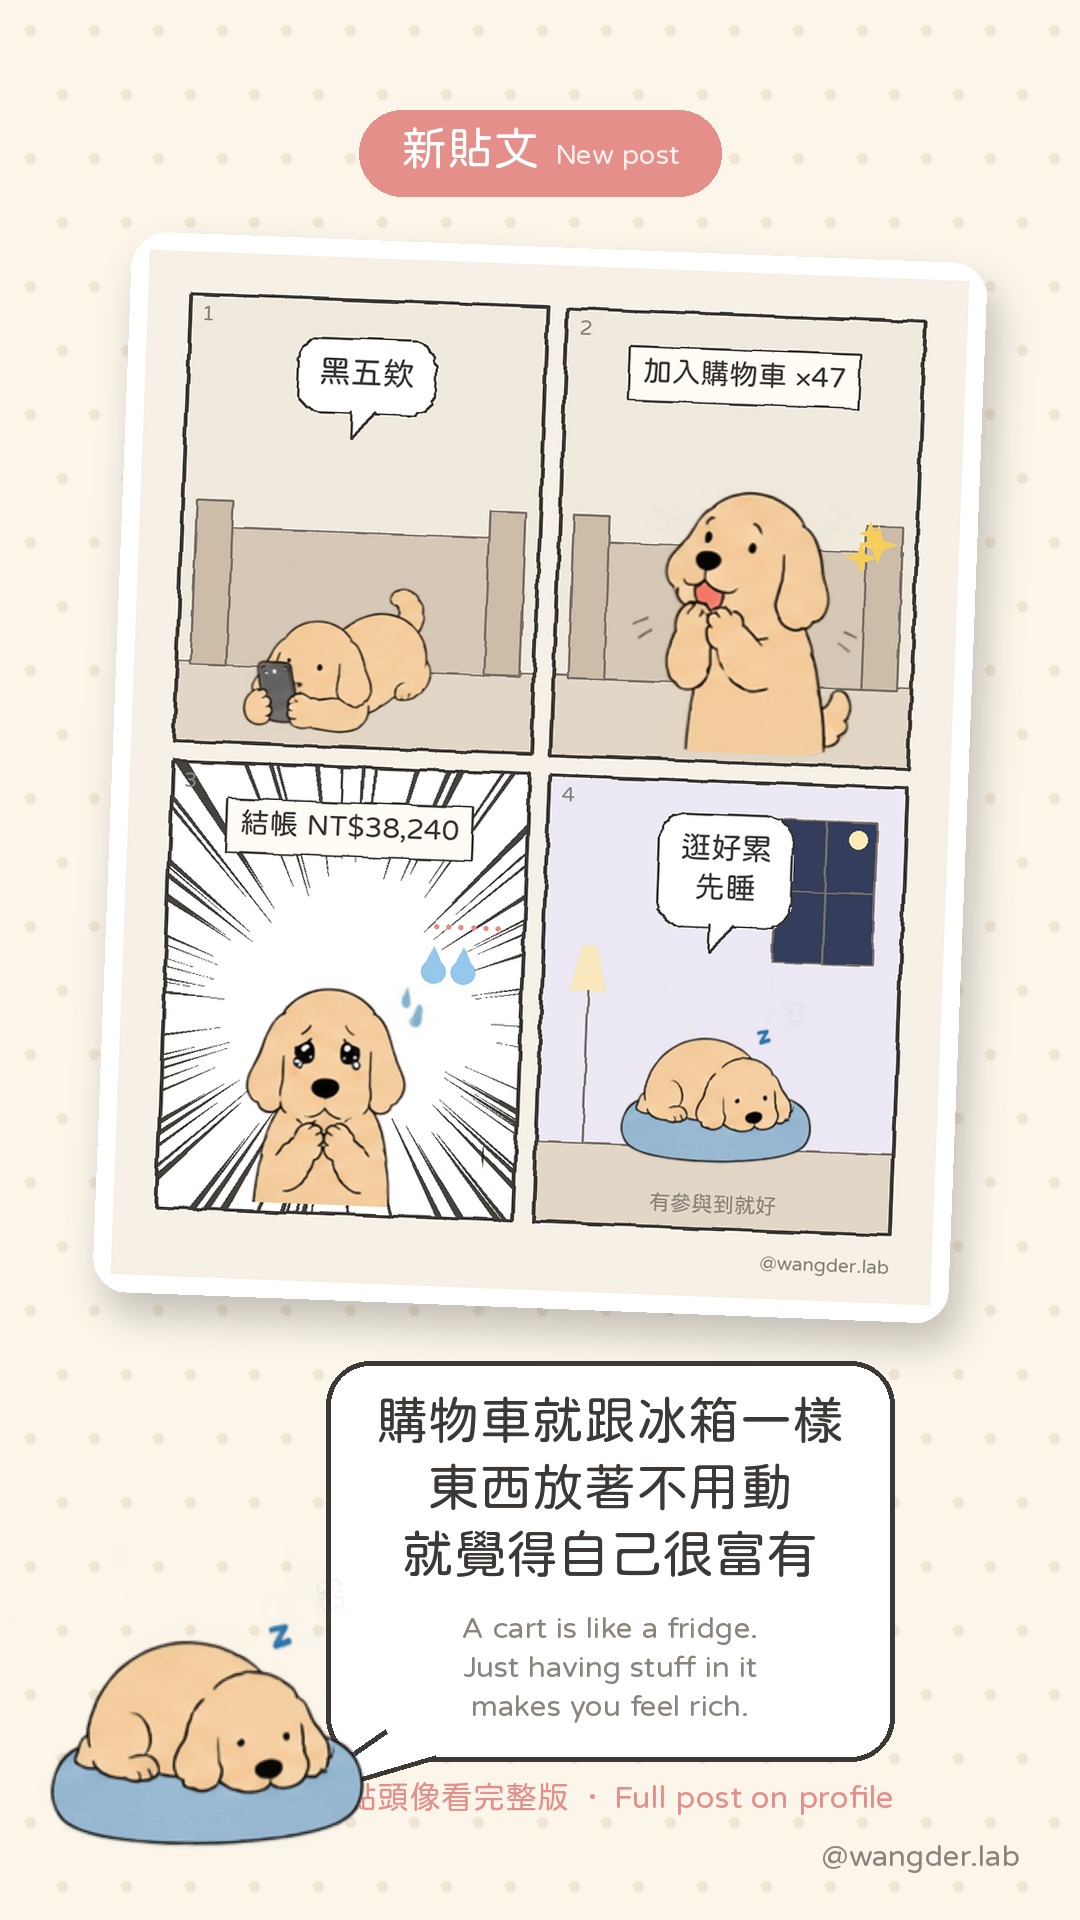 新貼文 New post
1
黑五欸
2
加入購物車 ×47
3
結帳 NT$38,240
4
逛好累
先睡
z
有參與到就好
@wangder.lab
購物車就跟冰箱一樣
東西放著不用動
就覺得自己很富有
A cart is like a fridge.
Just having stuff in it
makes you feel rich.
z
點頭像看完整版 · Full post on profile
@wangder.lab